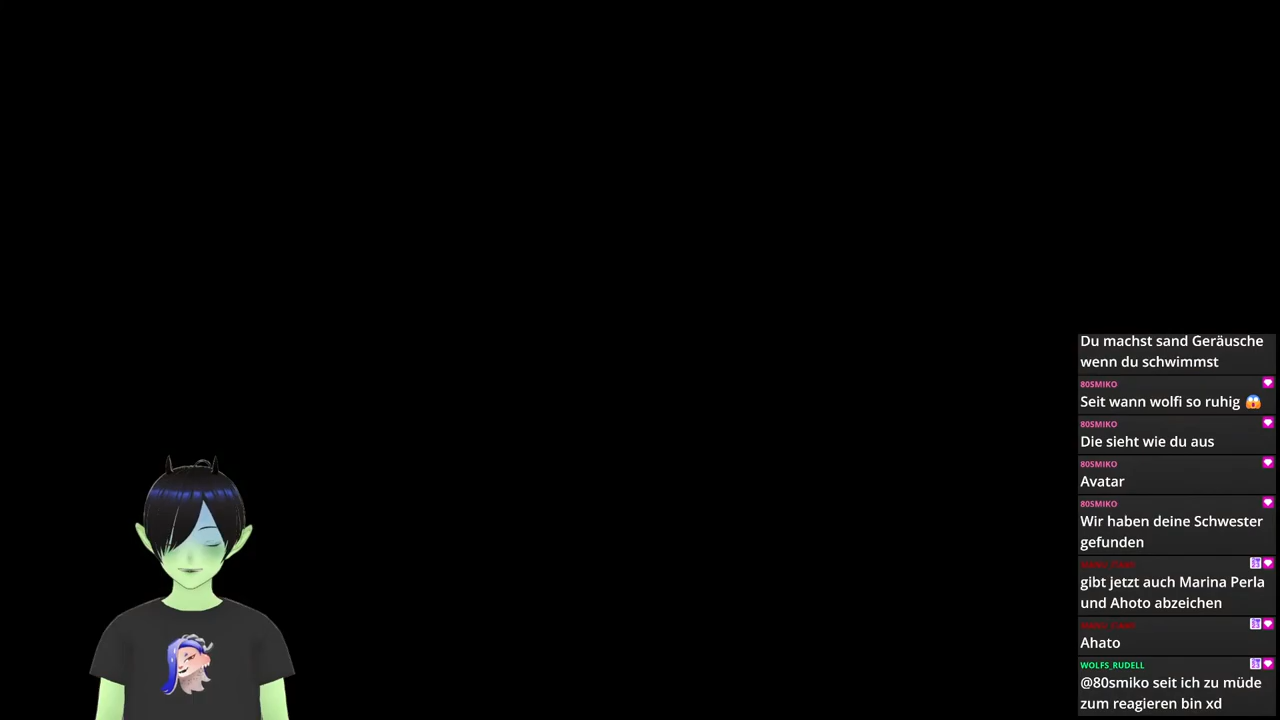 Du machst sand Geräusche
wenn du schwimmst
80SMIKO
Seit wann wolfi so ruhig 😱
80SMIKO
Die sieht wie du aus
80SMIKO
Avatar
80SMIKO
Wir haben deine Schwester
gefunden
gibt jetzt auch Marina Perla
und Ahoto abzeichen
Ahato
WOLFS_RUDELL
@80smiko seit ich zu müde
zum reagieren bin xd